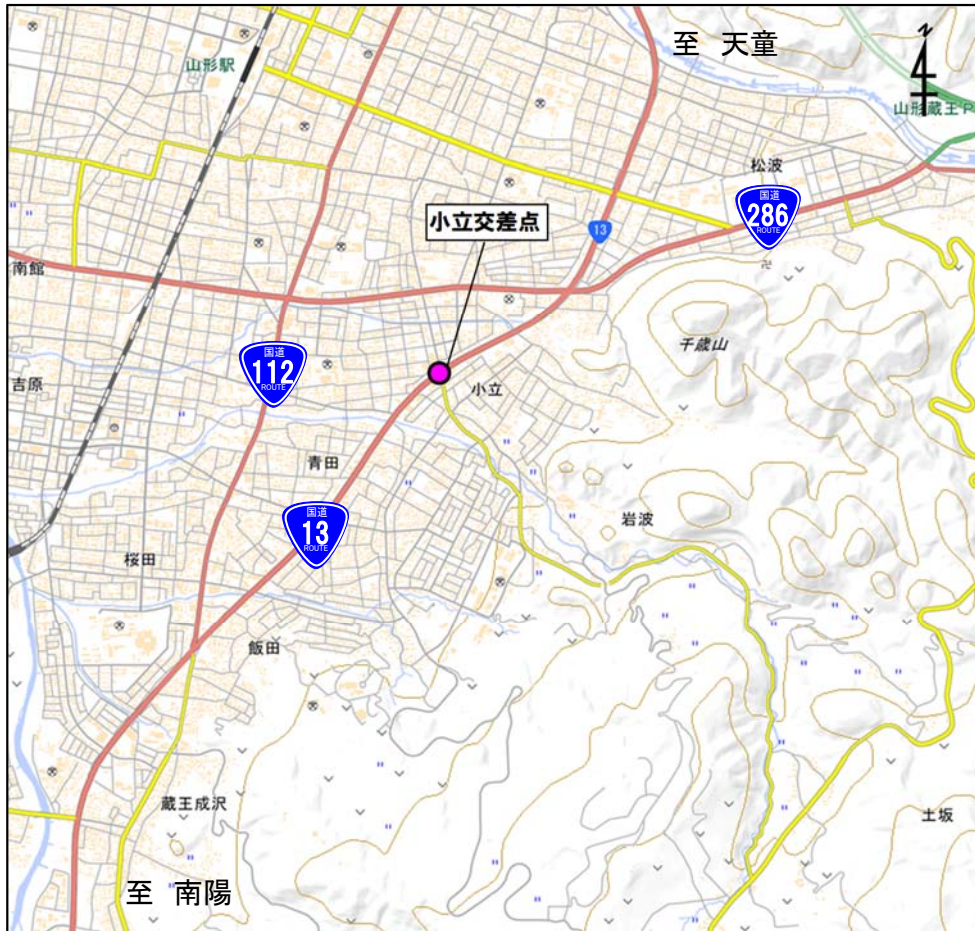 至 天童
山形駅
山形蔵王P
松波
国道
286
ROUTE
小立交差点
13
南館
千歳山
国道
112
ROUTE
吉原
小立
青田
国道
13
ROUTE
岩波
桜田
飯田
蔵王成沢
土坂
至 南陽